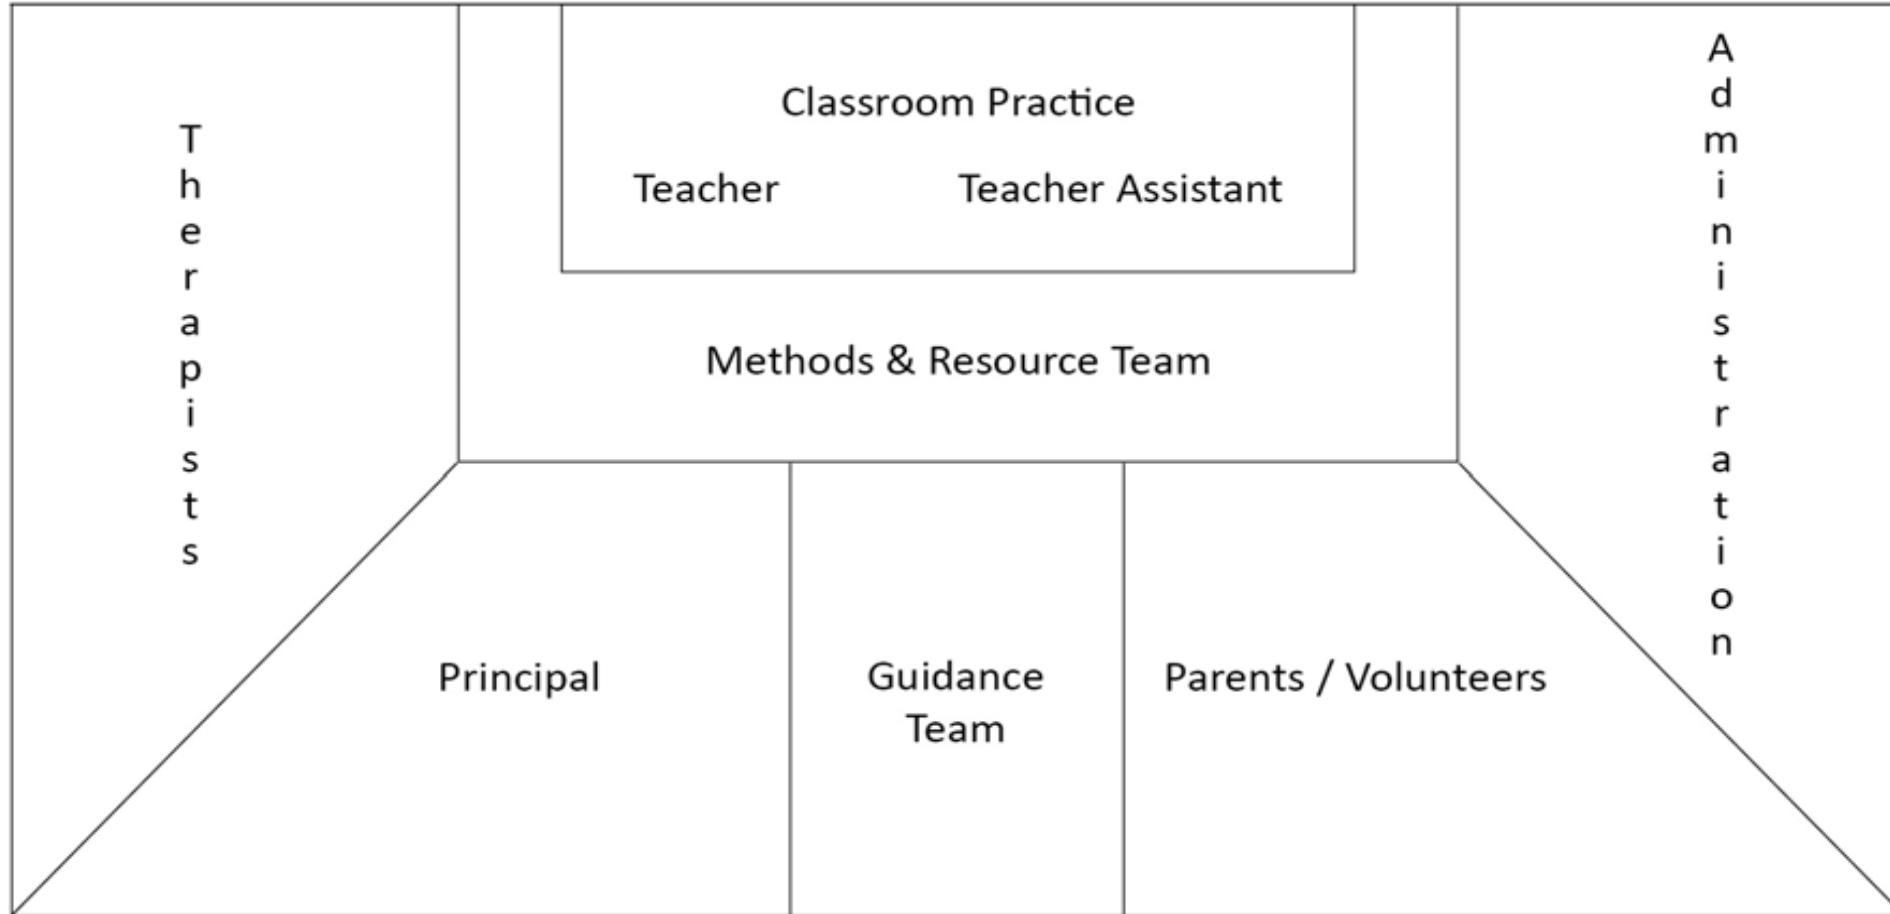 Therapists
Classroom Practice
Teacher Teacher Assistant
Methods & Resource Team
Administration
Principal
Guidance
Team
Parents / Volunteers